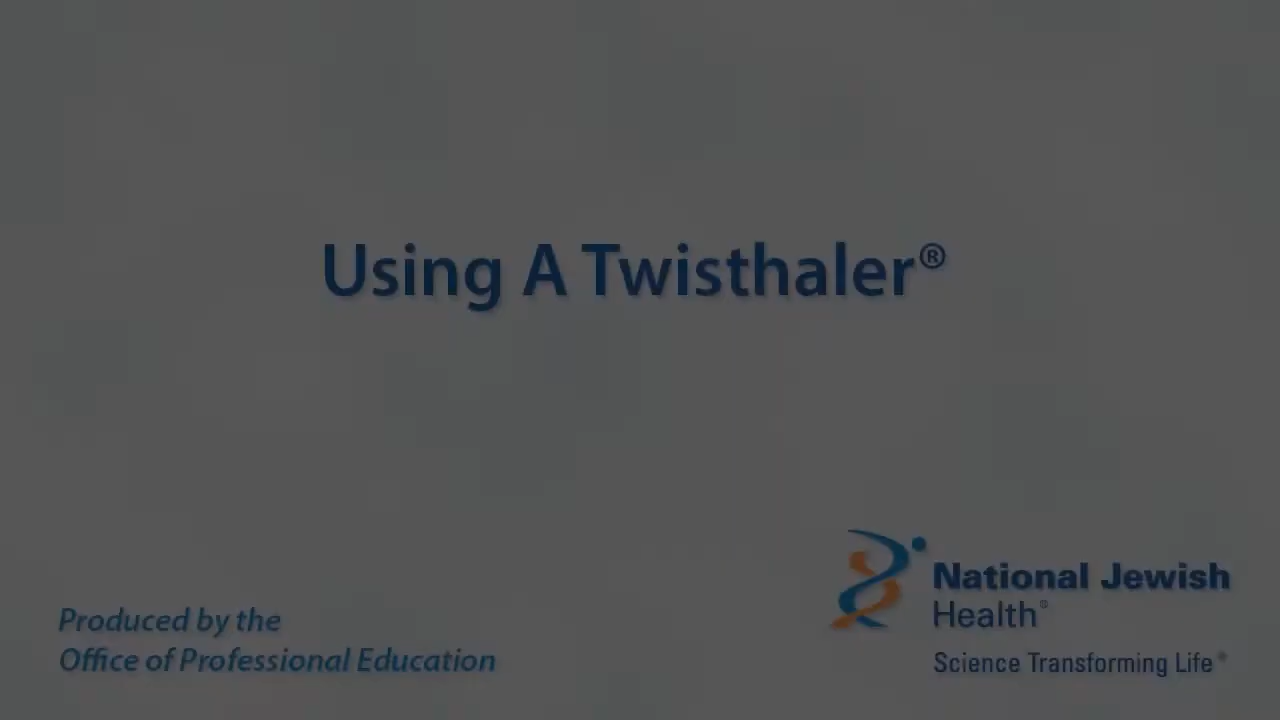 Using A Twisthaler®
Produced by the
Office of Professional Education
National Jewish
Health®
Science Transforming Life®